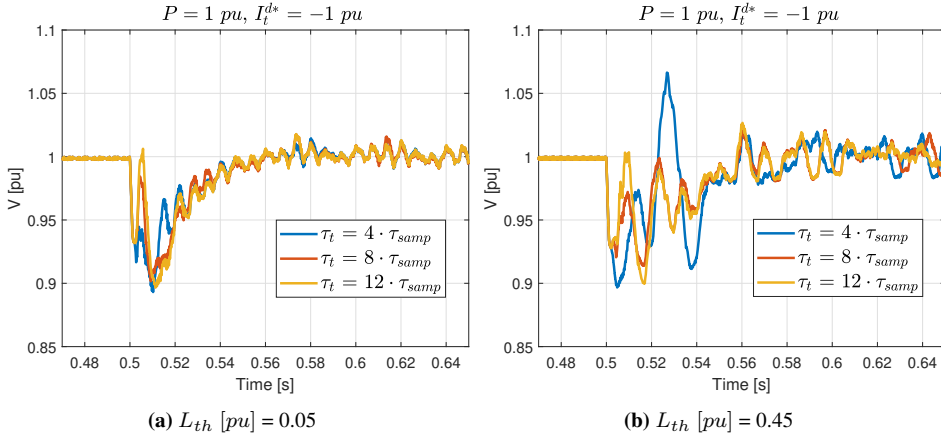 P = 1 pu, I_t^{d*} = −1 pu
1.1
1.05
1
0.95
0.9
0.85
V [pu]
τ_t = 4 · τ_samp
τ_t = 8 · τ_samp
τ_t = 12 · τ_samp
0.48 0.5 0.52 0.54 0.56 0.58 0.6 0.62 0.64
Time [s]
(a) L_th [pu] = 0.05
P = 1 pu, I_t^{d*} = −1 pu
1.1
1.05
1
0.95
0.9
0.85
V [pu]
τ_t = 4 · τ_samp
τ_t = 8 · τ_samp
τ_t = 12 · τ_samp
0.48 0.5 0.52 0.54 0.56 0.58 0.6 0.62 0.64
Time [s]
(b) L_th [pu] = 0.45